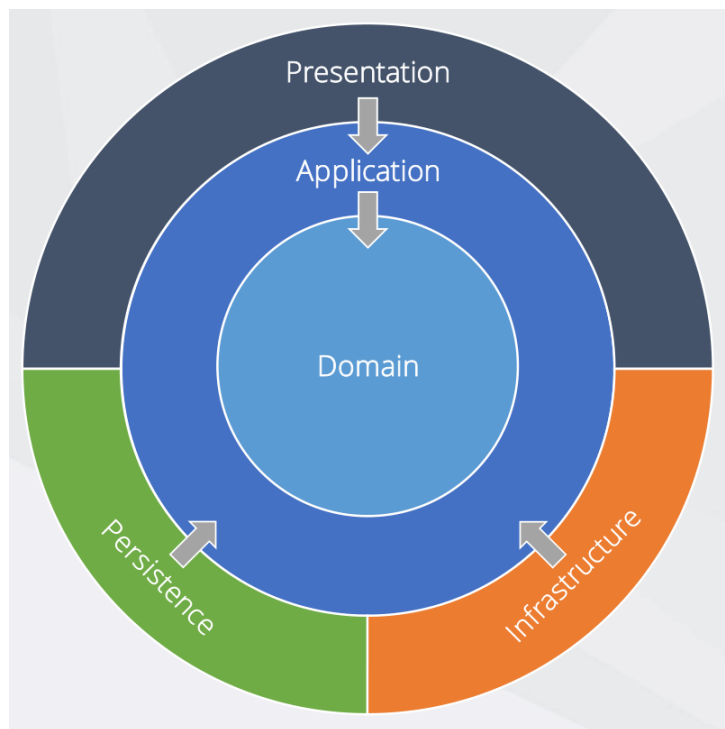 Presentation
Application
Domain
Persistence
Infrastructure